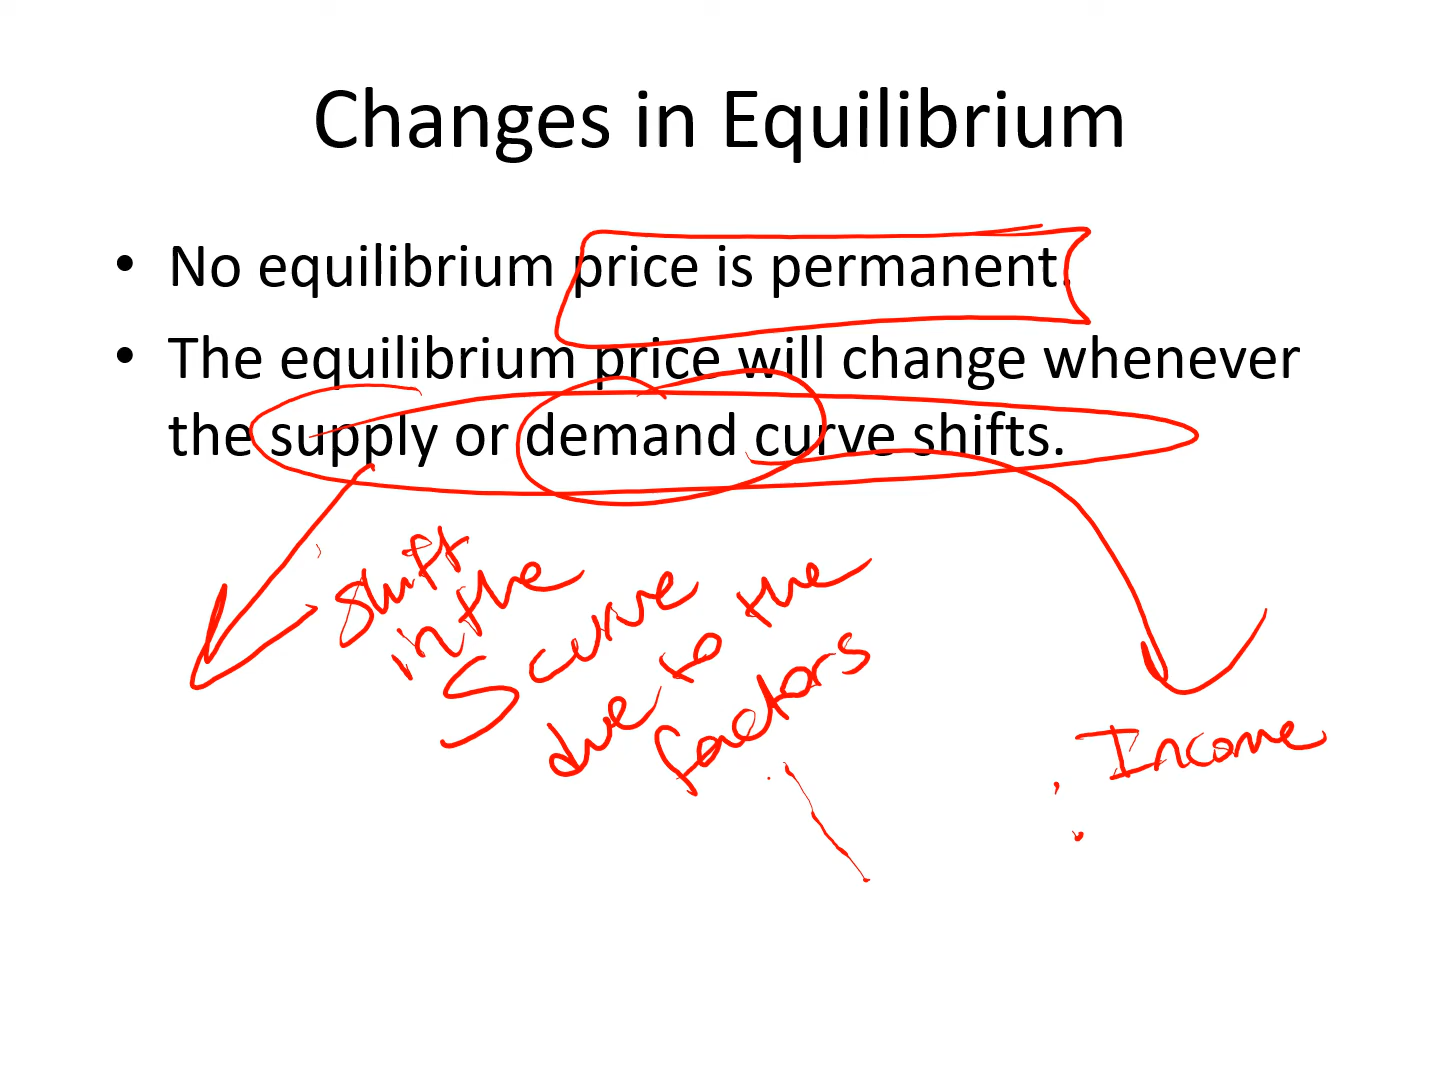 Changes in Equilibrium
• No equilibrium price is permanent.
• The equilibrium price will change whenever
the supply or demand curve shifts.
shift
in the
S curve
due to the
factors
Income